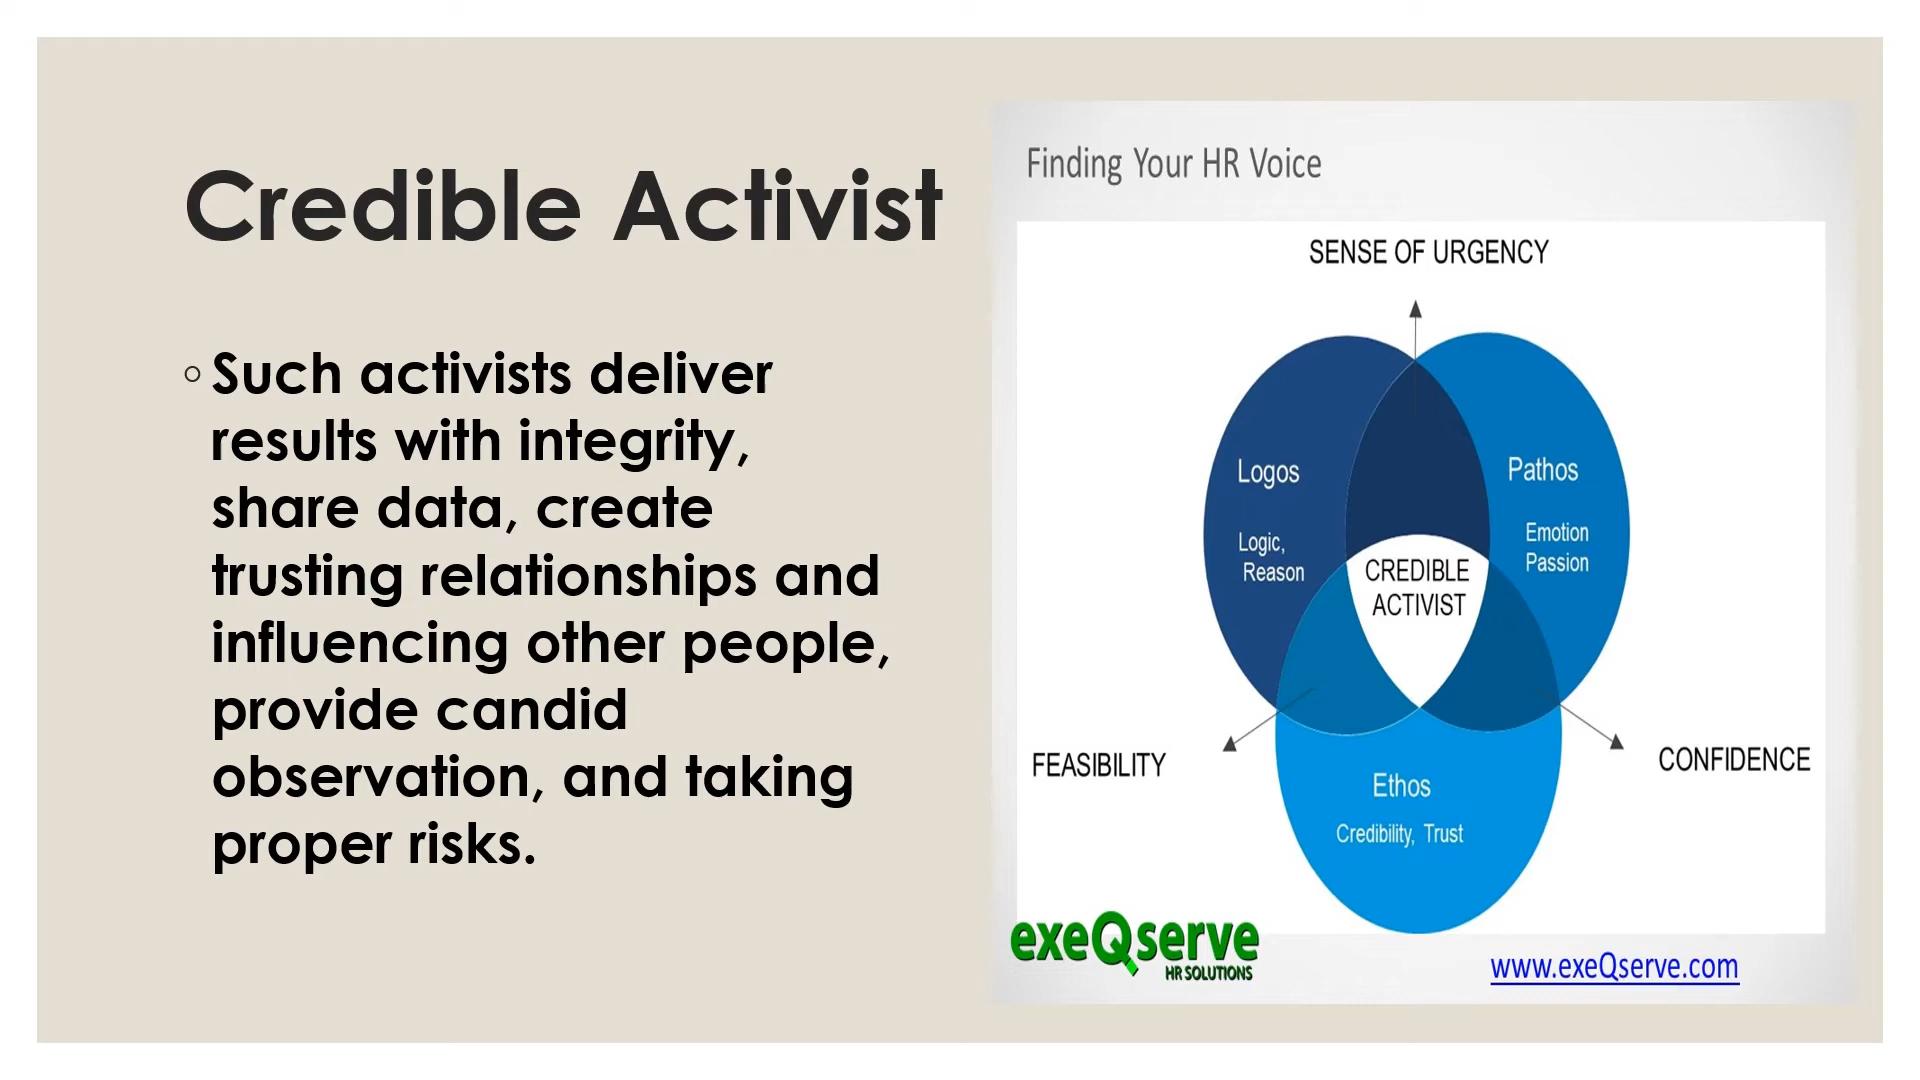 Credible Activist
◦ Such activists deliver
results with integrity,
share data, create
trusting relationships and
influencing other people,
provide candid
observation, and taking
proper risks.
Finding Your HR Voice
SENSE OF URGENCY
Logos
Logic,
Reason
Pathos
Emotion
Passion
CREDIBLE
ACTIVIST
FEASIBILITY
CONFIDENCE
Ethos
Credibility, Trust
exeQserve
HR SOLUTIONS
www.exeQserve.com